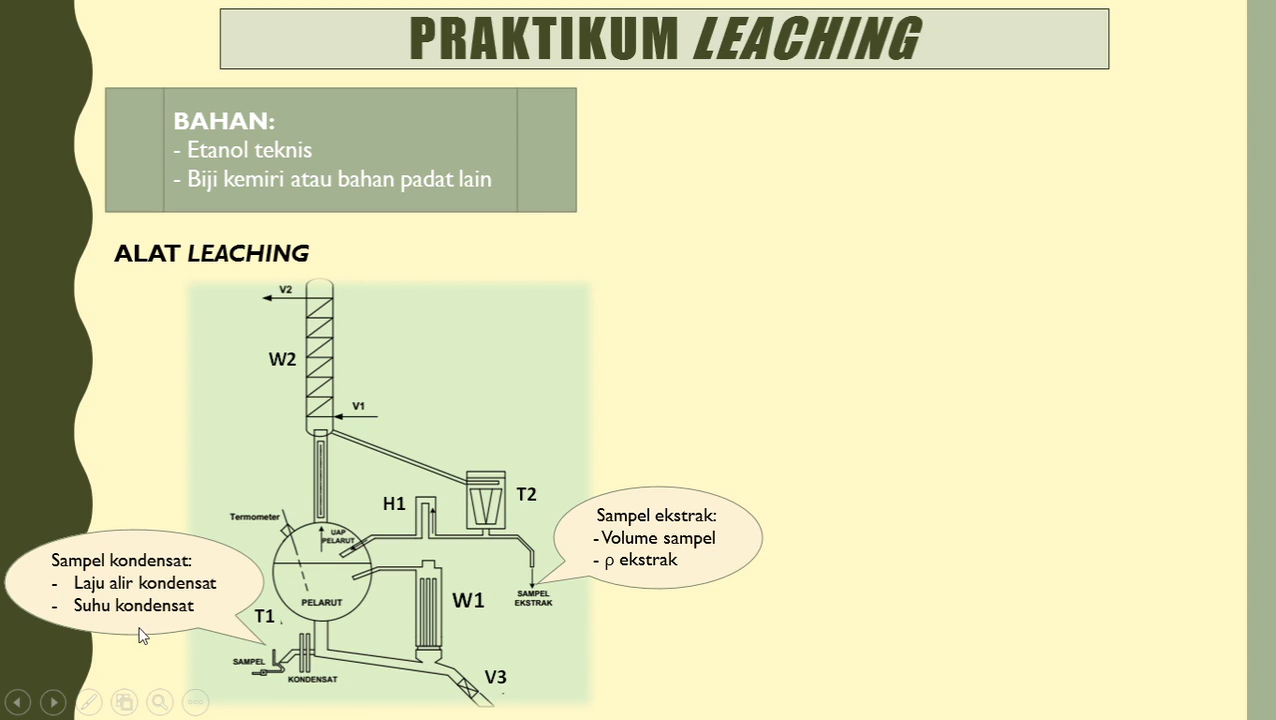 PRAKTIKUM LEACHING
BAHAN:
- Etanol teknis
- Biji kemiri atau bahan padat lain
ALAT LEACHING
V2
W2
V1
T2
H1
Termometer
UAP
PELARUT
Sampel ekstrak:
- Volume sampel
- ρ ekstrak
Sampel kondensat:
- Laju alir kondensat
- Suhu kondensat
PELARUT
W1
SAMPEL
EKSTRAK
T1
SAMPEL
KONDENSAT
V3